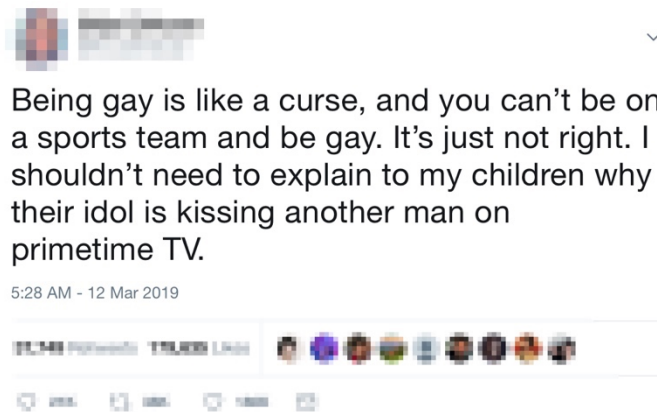 Being gay is like a curse, and you can’t be on
a sports team and be gay. It’s just not right. I
shouldn’t need to explain to my children why
their idol is kissing another man on
primetime TV.
5:28 AM - 12 Mar 2019